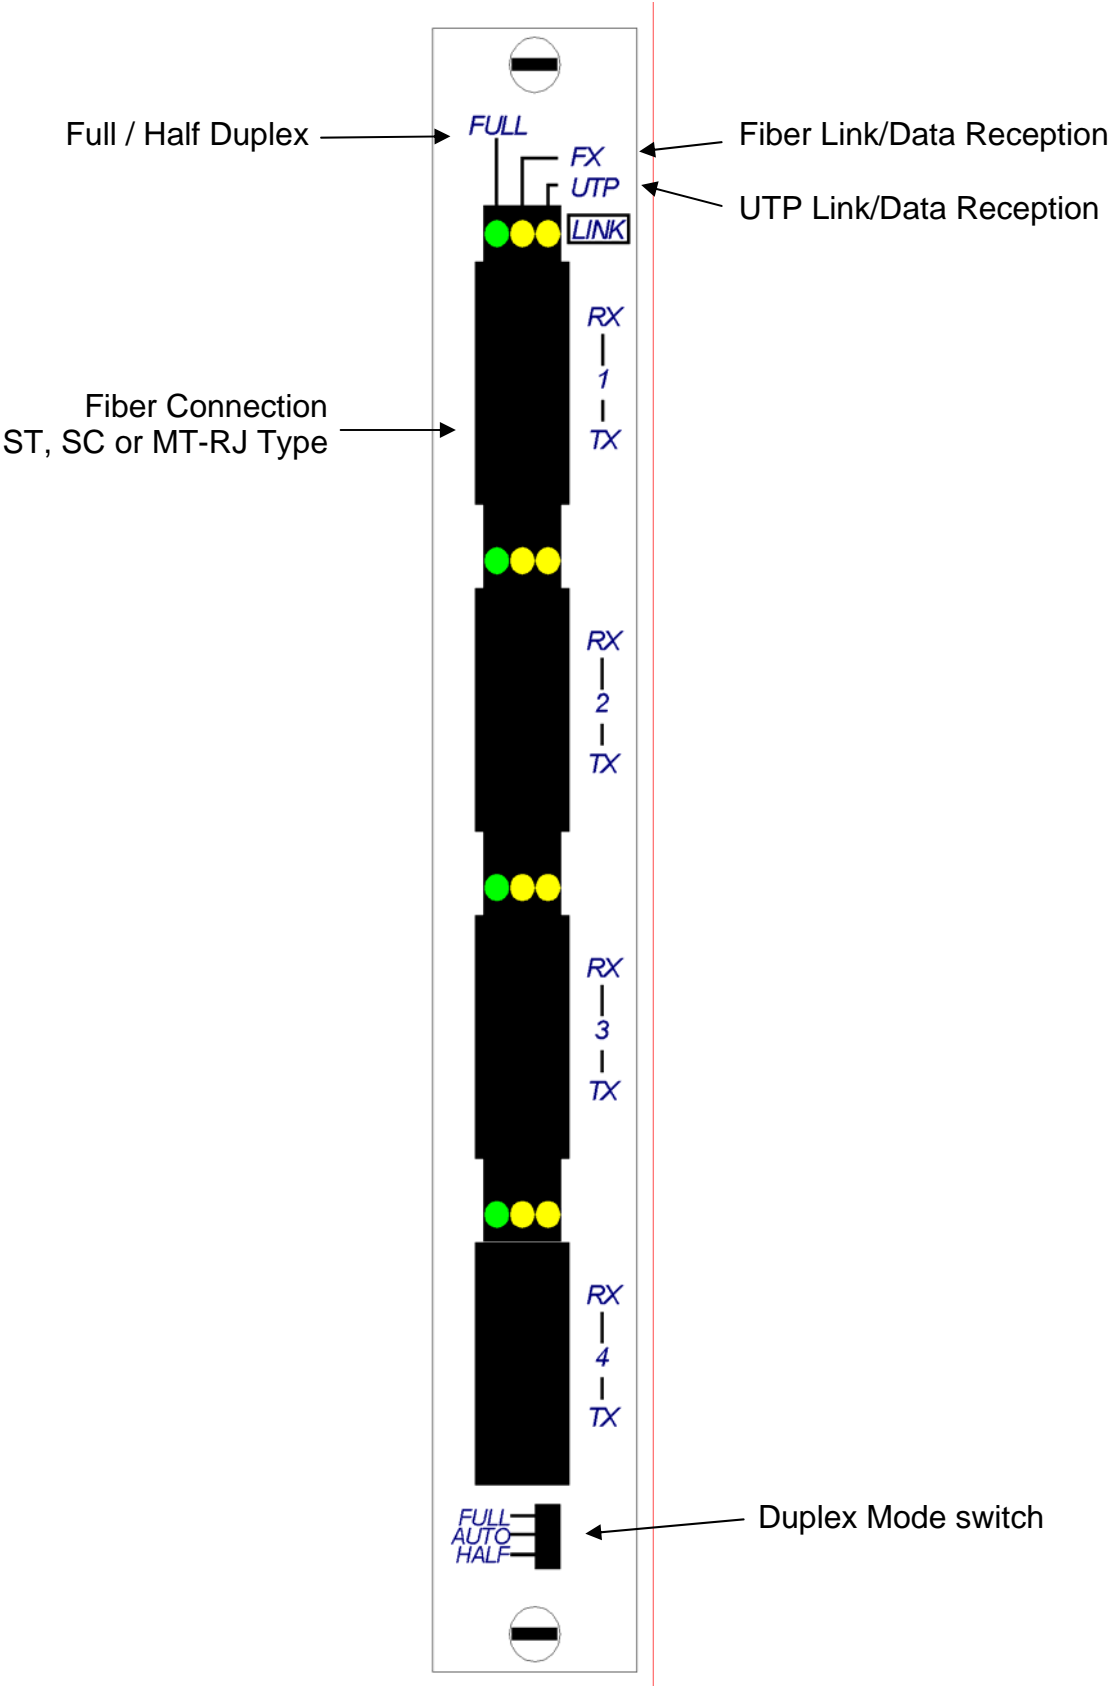 FULL
Full / Half Duplex
Fiber Link/Data Reception
FX
UTP
UTP Link/Data Reception
LINK
RX
1
TX
Fiber Connection
ST, SC or MT-RJ Type
RX
2
TX
RX
3
TX
RX
4
TX
FULL
AUTO
HALF
Duplex Mode switch